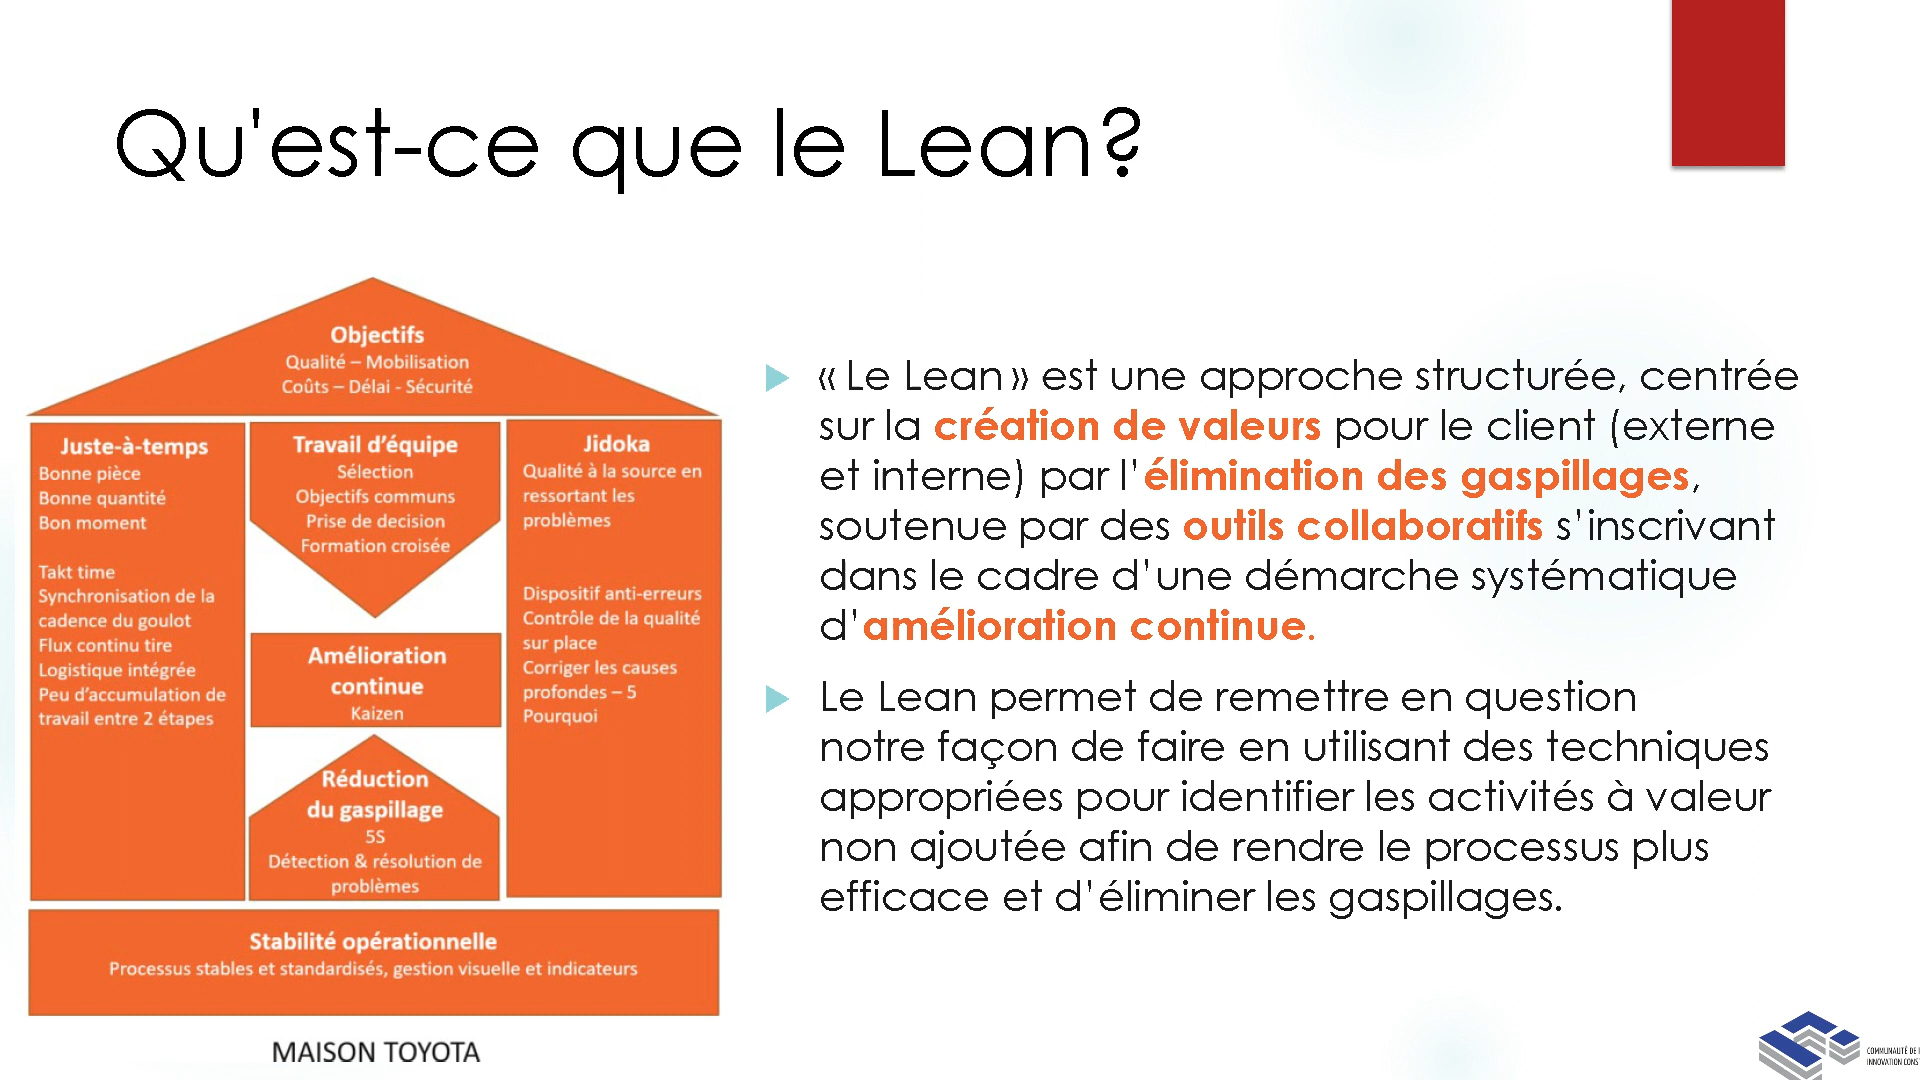 Qu'est-ce que le Lean?
Objectifs
Qualité – Mobilisation
Coûts – Délai - Sécurité
Juste-à-temps
Bonne pièce
Bonne quantité
Bon moment
Takt time
Synchronisation de la
cadence du goulot
Flux continu tire
Logistique intégrée
Peu d'accumulation de
travail entre 2 étapes
Travail d'équipe
Sélection
Objectifs communs
Prise de decision
Formation croisée
Amélioration
continue
Kaizen
Réduction
du gaspillage
5S
Détection & résolution de
problèmes
Jidoka
Qualité à la source en
ressortant les
problèmes
Dispositif anti-erreurs
Contrôle de la qualité
sur place
Corriger les causes
profondes – 5
Pourquoi
Stabilité opérationnelle
Processus stables et standardisés, gestion visuelle et indicateurs
MAISON TOYOTA
« Le Lean » est une approche structurée, centrée
sur la création de valeurs pour le client (externe
et interne) par l'élimination des gaspillages,
soutenue par des outils collaboratifs s'inscrivant
dans le cadre d'une démarche systématique
d'amélioration continue.
Le Lean permet de remettre en question
notre façon de faire en utilisant des techniques
appropriées pour identifier les activités à valeur
non ajoutée afin de rendre le processus plus
efficace et d'éliminer les gaspillages.
COMMUNAUTÉ DE
INNOVATION